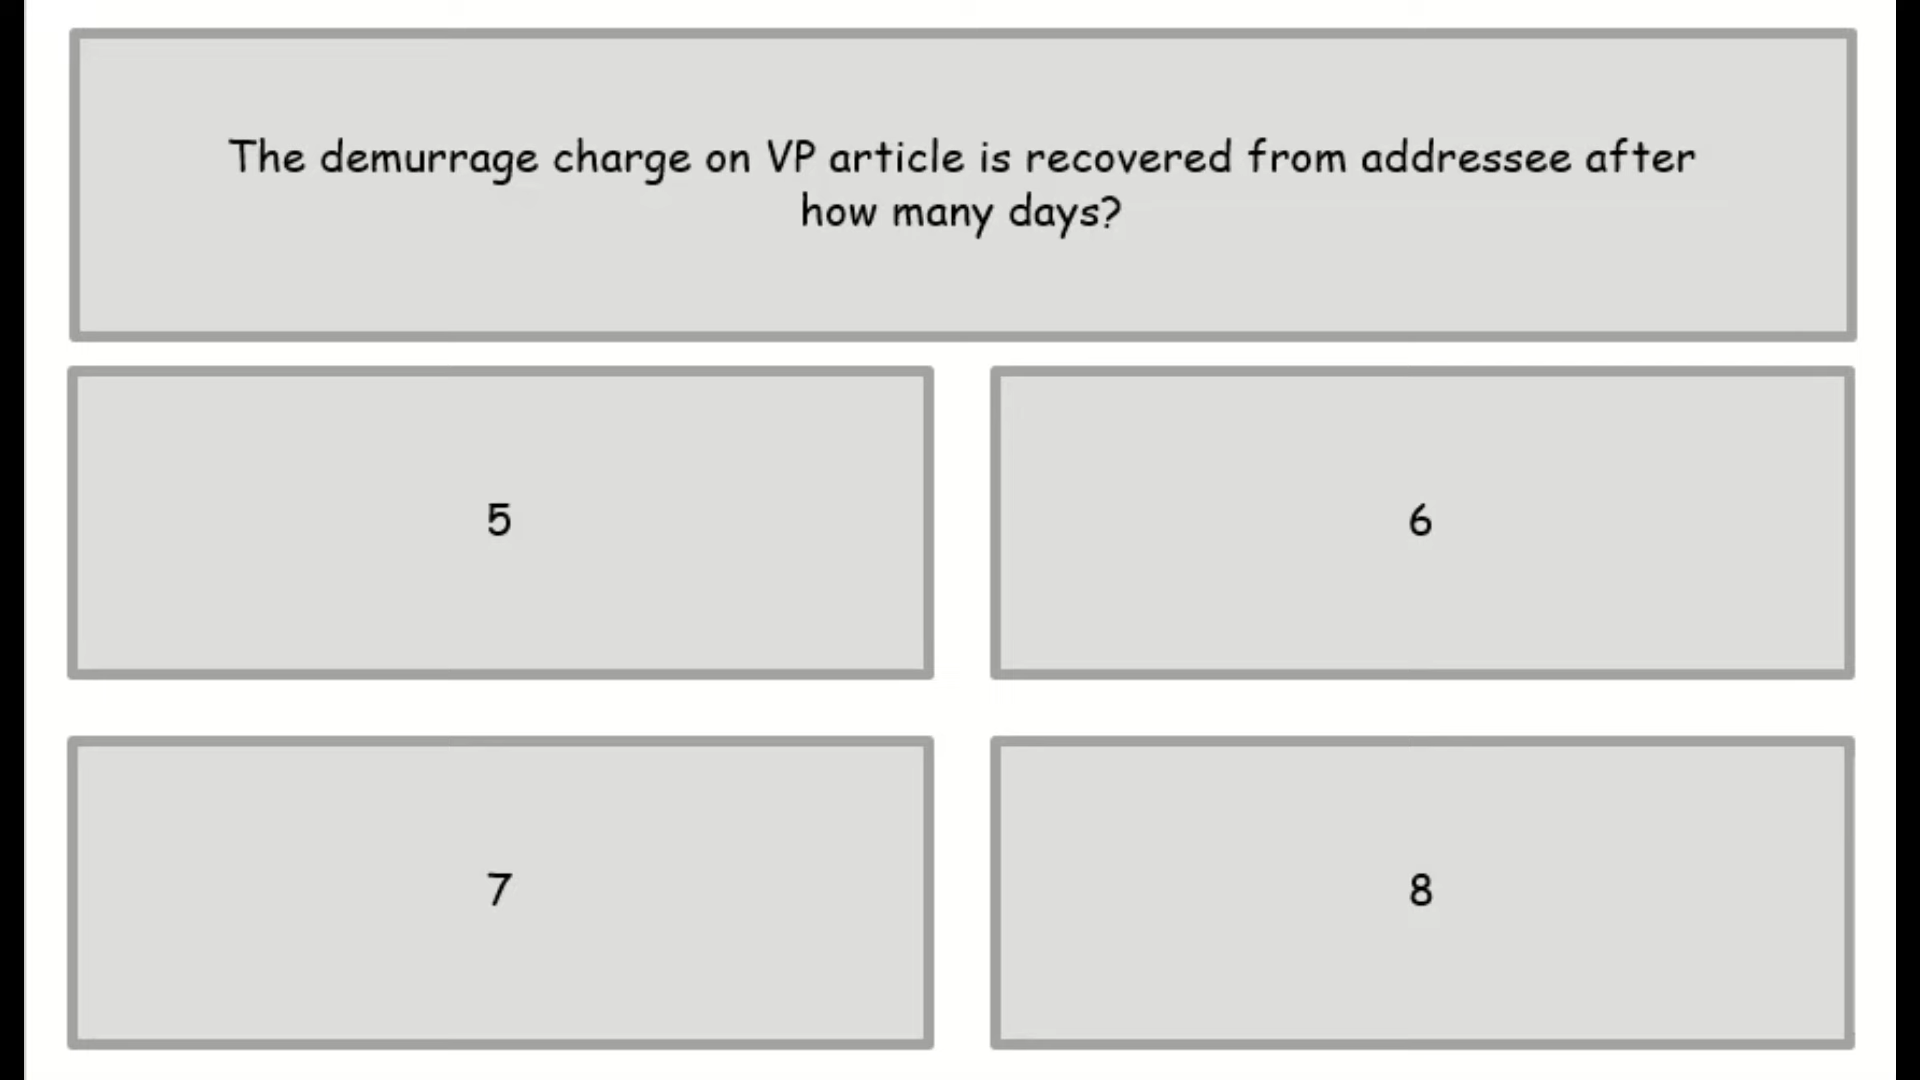 The demurrage charge on VP article is recovered from addressee after
how many days?
5
6
7
8